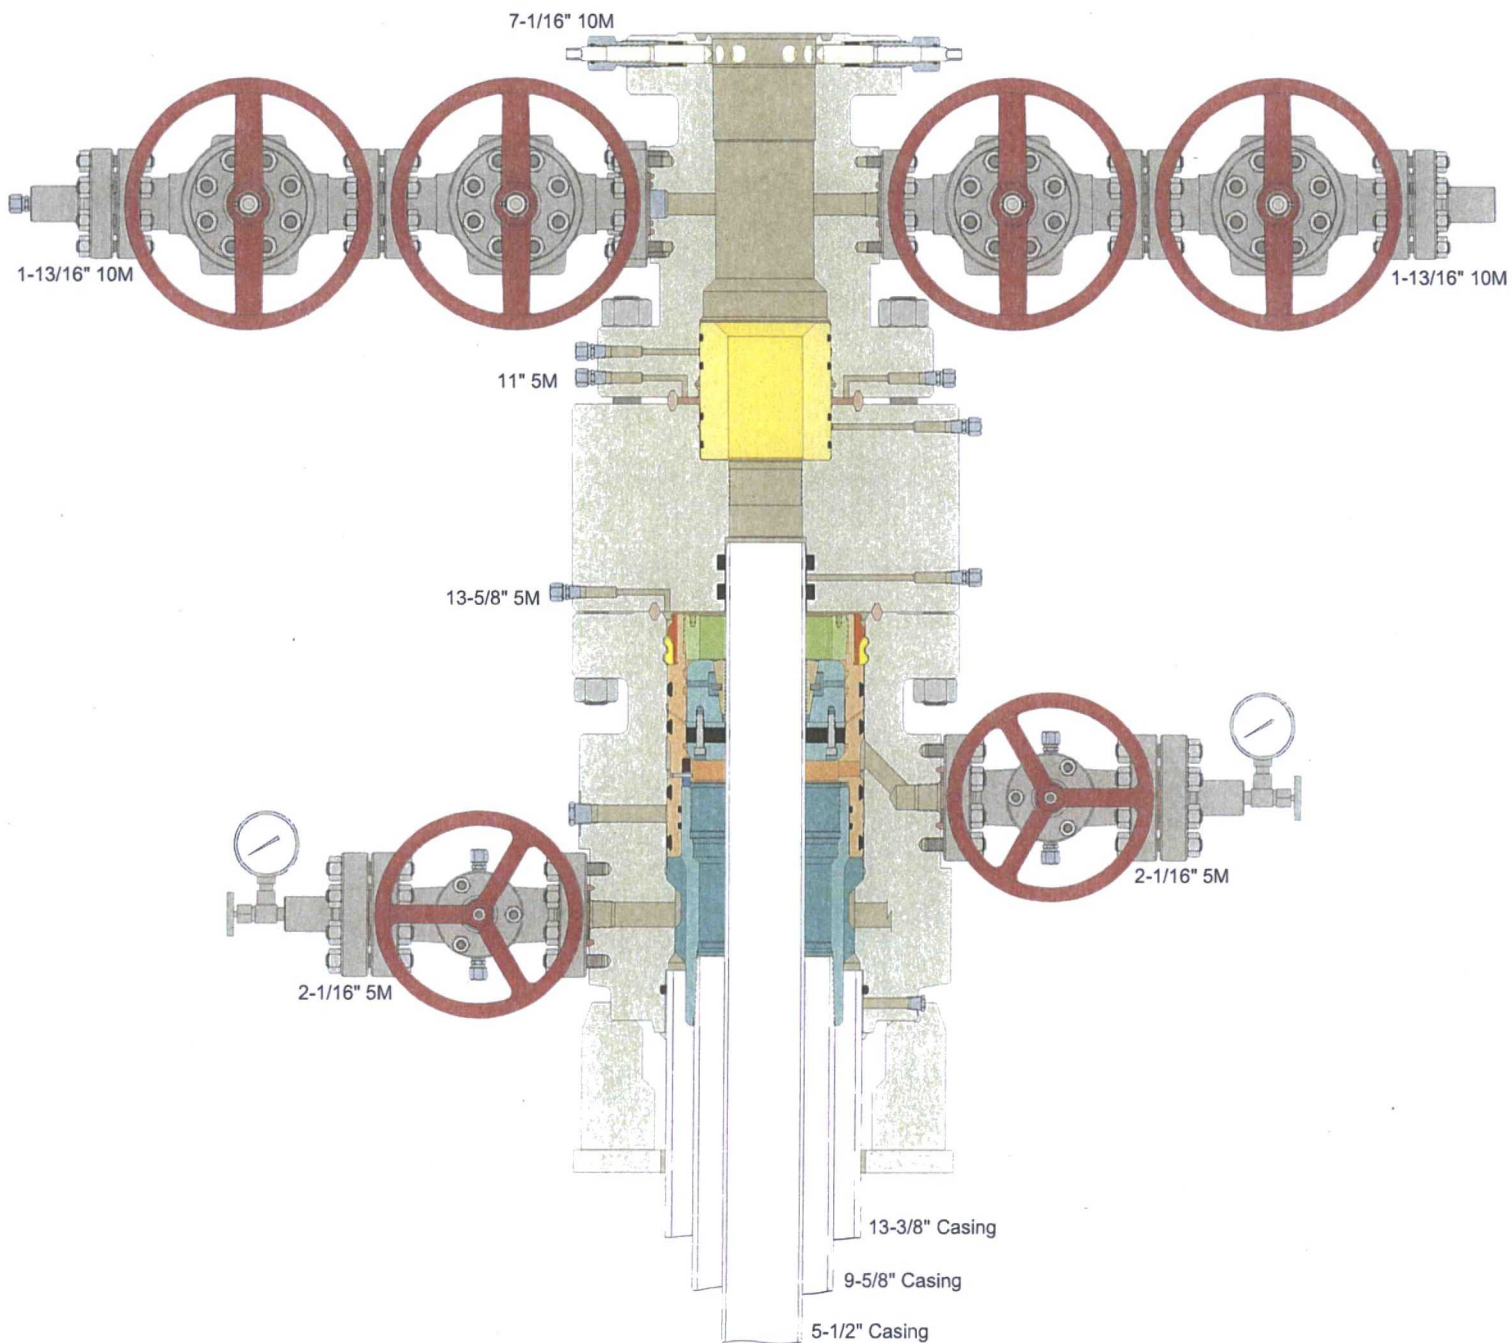 7-1/16" 10M
1-13/16" 10M
1-13/16" 10M
11" 5M
13-5/8" 5M
2-1/16" 5M
2-1/16" 5M
13-3/8" Casing
9-5/8" Casing
5-1/2" Casing